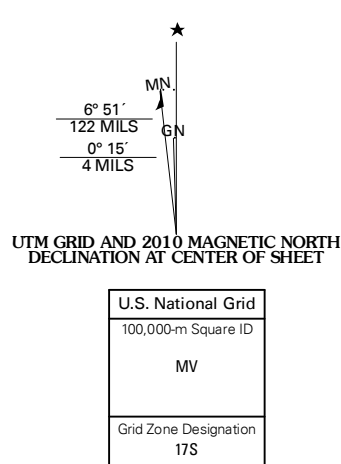 ★
MN
6° 51´
122 MILS
GN
0° 15´
4 MILS
UTM GRID AND 2010 MAGNETIC NORTH
DECLINATION AT CENTER OF SHEET
U.S. National Grid
100,000-m Square ID
MV
Grid Zone Designation
17S